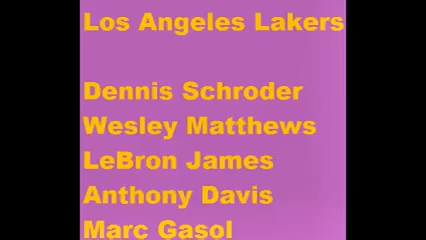 Los Angeles Lakers
Dennis Schroder
Wesley Matthews
LeBron James
Anthony Davis
Marc Gasol